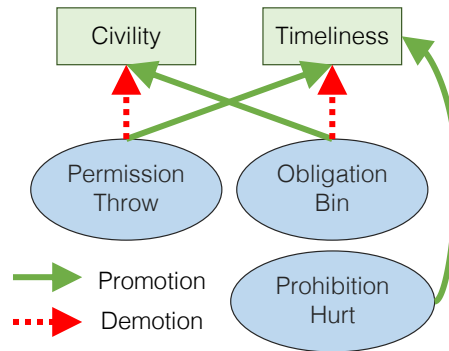 Civility
Timeliness
Permission
Throw
Obligation
Bin
Promotion
Demotion
Prohibition
Hurt